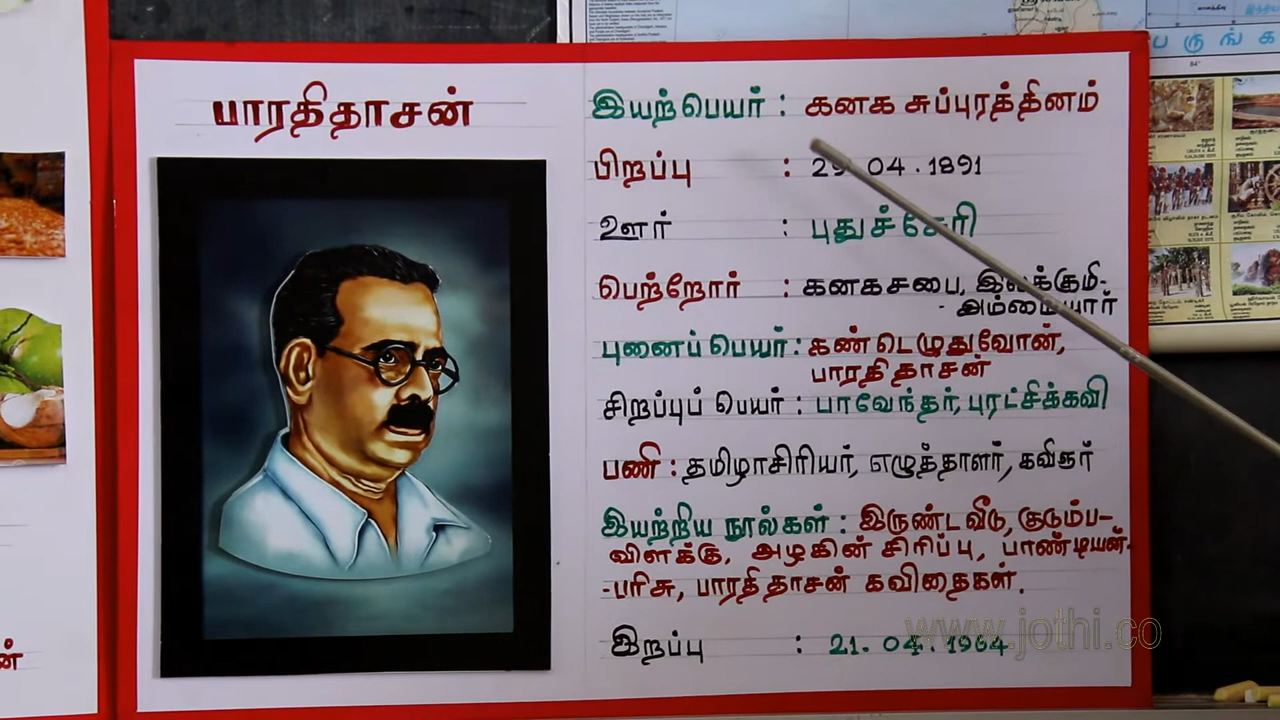 பாரதிதாசன்
இயற்பெயர் : கனக சுப்புரத்தினம்
பிறப்பு : 29 04 . 1891
ஊர் : புதுச்சேரி
பெற்றோர் : கனகசபை, இலக்குமி-
- அம்மையார்
புனைப் பெயர் : கண்டெழுதுவோன்,
பாரதி தாசன்
சிறப்புப் பெயர் : பாவேந்தர், புரட்சிக்கவி
பணி : தமிழாசிரியர், எழுத்தாளர், கவிஞர்
இயற்றிய நூல்கள் : இருண்டவீடு, குடும்ப-
விளக்கு, அழகின் சிரிப்பு, பாண்டியன்-
-பரிசு, பாரதி தாசன் கவிதைகள்.
இறப்பு : 21. 04. 1964
www.jothi.co